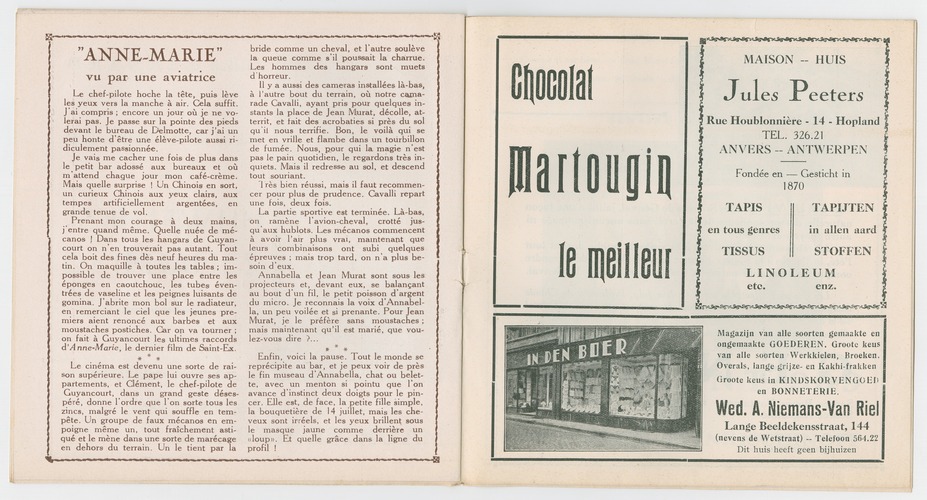 "ANNE-MARIE"
vu par une aviatrice
Le chef-pilote hoche la tête, puis lève
les yeux vers la manche à air. Cela suffit.
J'ai compris ; encore un jour où je ne vo-
lerai pas. Je passe sur la pointe des pieds
devant le bureau de Delmotte, car j'ai un
peu honte d'être une élève-pilote aussi ri-
diculement passionnée.
Je vais me cacher une fois de plus dans
le petit bar adossé aux bureaux et où
m'attend chaque jour mon café-crème.
Mais quelle surprise ! Un Chinois en sort,
un curieux Chinois aux yeux clairs, aux
tempes artificiellement argentées, en
grande tenue de vol.
Prenant mon courage à deux mains,
j'entre quand même. Quelle nuée de mé-
canos ! Dans tous les hangars de Guyan-
court on n'en trouverait pas autant. Tout
cela boit des fines dès neuf heures du ma-
tin. On maquille à toutes les tables ; im-
possible de trouver une place entre les
éponges en caoutchouc, les tubes éven-
trées de vaseline et les peignes luisants de
gomina. J'abrite mon bol sur le radiateur,
en remerciant le ciel que les jeunes pre-
miers aient renoncé aux barbes et aux
moustaches postiches. Car on va tourner ;
on fait à Guyancourt les ultimes raccords
d'Anne-Marie, le dernier film de Saint-Ex.
* * *
Le cinéma est devenu une sorte de rai-
son supérieure. Le pape lui ouvre ses ap-
partements, et Clément, le chef-pilote de
Guyancourt, dans un grand geste déses-
péré, donne l'ordre que l'on sorte tous les
zincs, malgré le vent qui souffle en tem-
pête. Un groupe de faux mécanos en em-
poigne même un, tout fraîchement asti-
qué et le mène dans une sorte de marécage
en dehors du terrain. Un le tient par la
bride comme un cheval, et l'autre soulève
la queue comme s'il poussait la charrue.
Les hommes des hangars sont muets
d'horreur.
Il y a aussi des cameras installées là-bas,
à l'autre bout du terrain, où notre cama-
rade Cavalli, ayant pris pour quelques ins-
tants la place de Jean Murat, décolle, at-
territ, et fait des acrobaties si près du sol
qu'il nous terrifie. Bon, le voilà qui se
met en vrille et flambe dans un tourbillon
de fumée. Nous, pour qui la magie n'est
pas le pain quotidien, le regardons très in-
quiets. Mais il redresse au sol, et descend
tout souriant.
Très bien réussi, mais il faut recommen-
cer pour plus de prudence. Cavalli repart
une fois, deux fois.
La partie sportive est terminée. Là-bas,
on ramène l'avion-cheval, crotté jus-
qu'aux hublots. Les mécanos commencent
à avoir l'air plus vrai, maintenant que
leurs combinaisons ont subi quelques
épreuves ; mais trop tard, on n'a plus be-
soin d'eux.
Annabella et Jean Murat sont sous les
projecteurs et, devant eux, se balançant
au bout d'un fil, le petit poisson d'argent
du micro. Je reconnais la voix d'Annabel-
la, un peu voilée et si prenante. Pour Jean
Murat, je le préfère sans moustaches ;
mais maintenant qu'il est marié, que vou-
lez-vous dire ?...
* * *
Enfin, voici la pause. Tout le monde se
reprécipite au bar, et je peux voir de près
le fin museau d'Annabella, chat ou belet-
te, avec un menton si pointu que l'on
avance d'instinct deux doigts pour le pin-
cer. Elle est, de face, la petite fille simple,
la bouquetière de 14 juillet, mais les che-
veux sont irréels, et les yeux brillent sous
le masque jaune comme derrière un
«loup». Et quelle grâce dans la ligne du
profil !
Chocolat
Martougin
le meilleur
MAISON -- HUIS
Jules Peeters
Rue Houblonnière - 14 - Hopland
TEL. 326.21
ANVERS -- ANTWERPEN
Fondée en — Gesticht in
1870
TAPIS
en tous genres
TISSUS
TAPIJTEN
in allen aard
STOFFEN
LINOLEUM
etc. enz.
IN DEN BOER
Magazijn van alle soorten gemaakte en
ongemaakte GOEDEREN. Groote keus
van alle soorten Werkkielen, Broeken.
Overals, lange grijze- en Kakhi-frakken
Groote keus in KINDSKORVENGOED
en BONNETERIE.
Wed. A. Niemans-Van Riel
Lange Beeldekensstraat, 144
(nevens de Wetstraat) -- Telefoon 564.22
Dit huis heeft geen bijhuizen